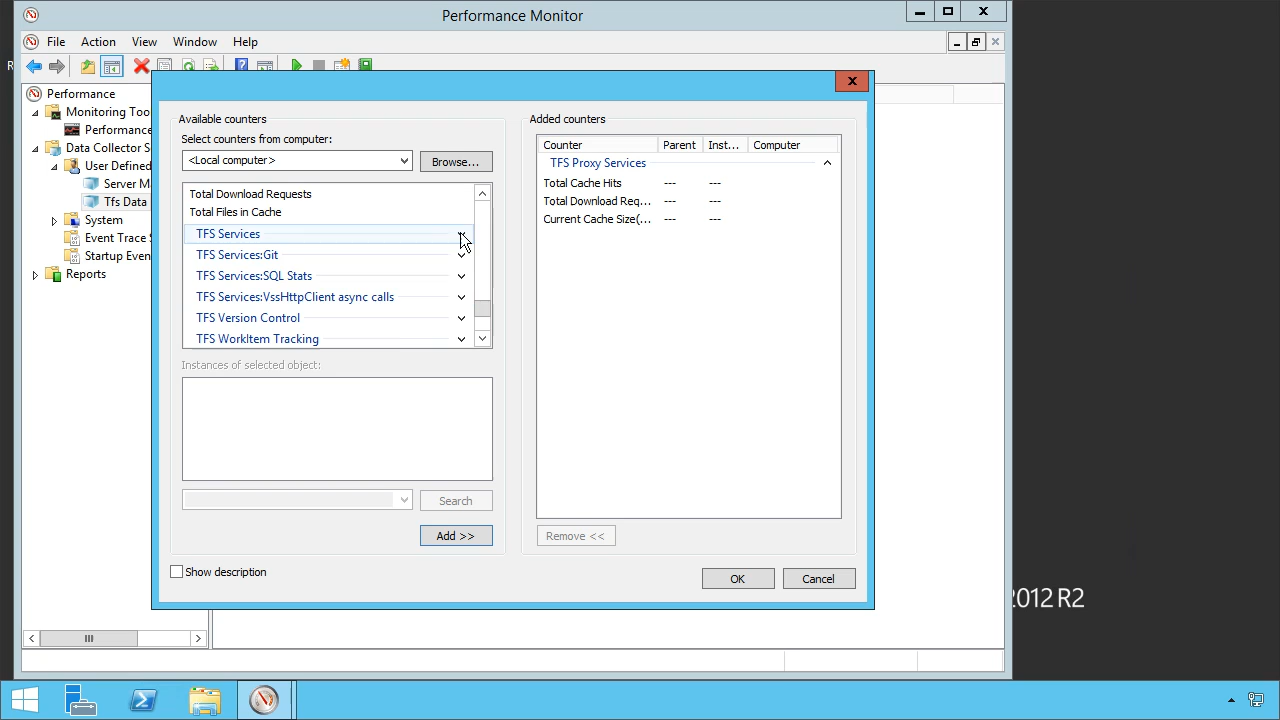 Performance Monitor
File Action View Window Help
Performance
Monitoring Too
Performance
Data Collector S
User Defined
Server M
Tfs Data
System
Event Trace S
Startup Even
Reports
Available counters
Select counters from computer:
<Local computer>
Browse...
Total Download Requests
Total Files in Cache
TFS Services
TFS Services:Git
TFS Services:SQL Stats
TFS Services:VssHttpClient async calls
TFS Version Control
TFS WorkItem Tracking
Instances of selected object:
Search
Add >>
Show description
Added counters
Counter Parent Inst... Computer
TFS Proxy Services
Total Cache Hits --- ---
Total Download Req... --- ---
Current Cache Size(... --- ---
Remove <<
OK Cancel
2012 R2
R